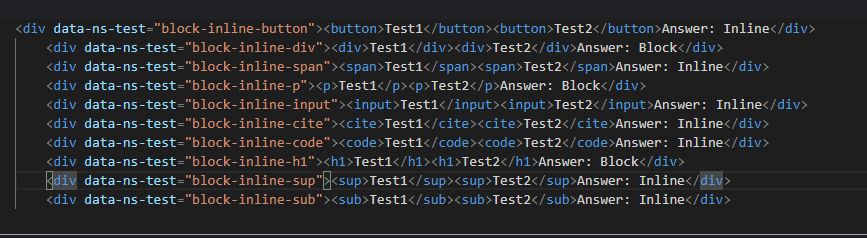 <div data-ns-test="block-inline-button"><button>Test1</button><button>Test2</button>Answer: Inline</div>
<div data-ns-test="block-inline-div"><div>Test1</div><div>Test2</div>Answer: Block</div>
<div data-ns-test="block-inline-span"><span>Test1</span><span>Test2</span>Answer: Inline</div>
<div data-ns-test="block-inline-p"><p>Test1</p><p>Test2</p>Answer: Block</div>
<div data-ns-test="block-inline-input"><input>Test1</input><input>Test2</input>Answer: Inline</div>
<div data-ns-test="block-inline-cite"><cite>Test1</cite><cite>Test2</cite>Answer: Inline</div>
<div data-ns-test="block-inline-code"><code>Test1</code><code>Test2</code>Answer: Inline</div>
<div data-ns-test="block-inline-h1"><h1>Test1</h1><h1>Test2</h1>Answer: Block</div>
<div data-ns-test="block-inline-sup"><sup>Test1</sup><sup>Test2</sup>Answer: Inline</div>
<div data-ns-test="block-inline-sub"><sub>Test1</sub><sub>Test2</sub>Answer: Inline</div>